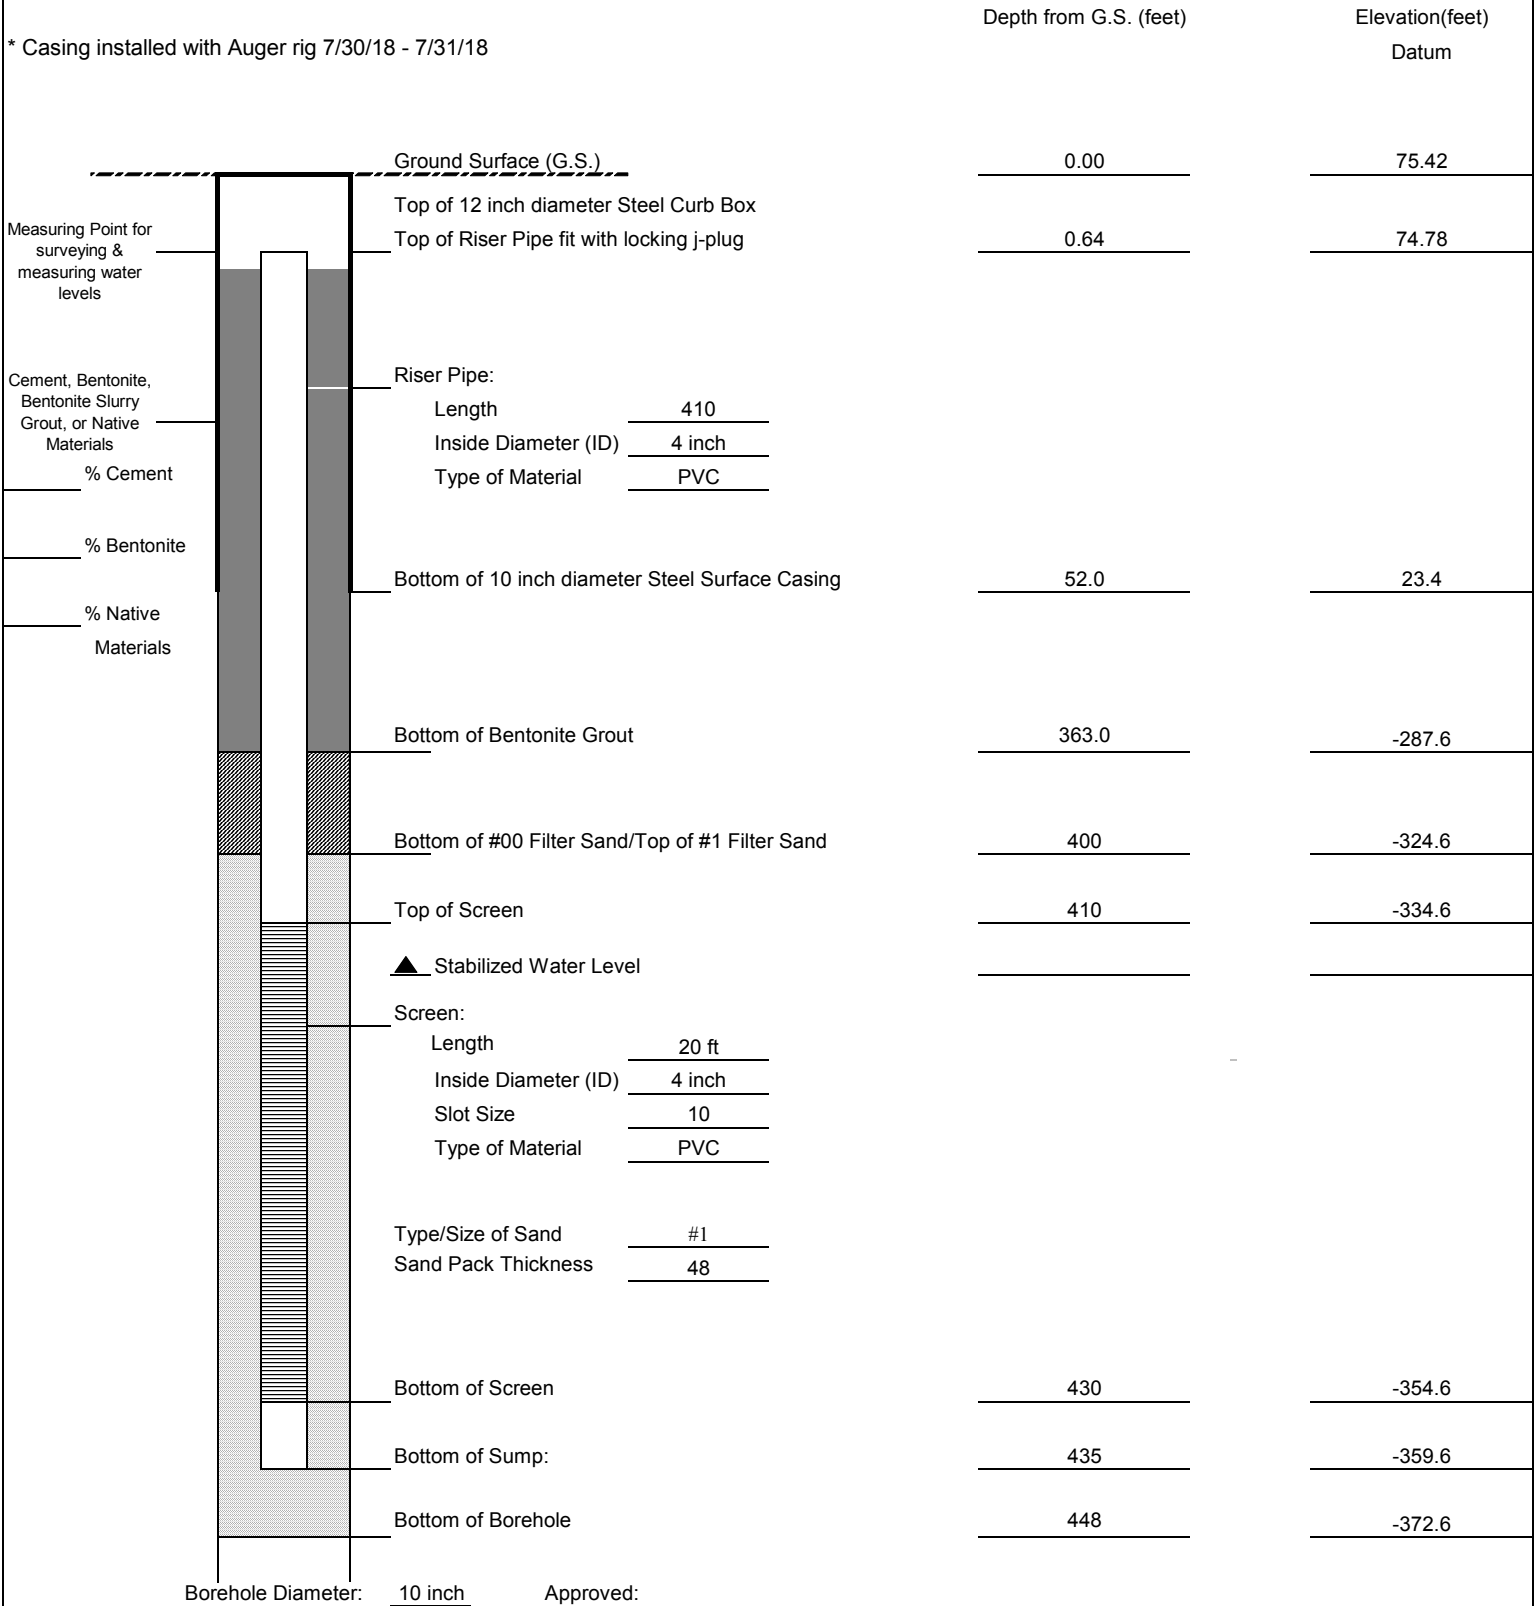 Depth from G.S. (feet) Elevation(feet)
* Casing installed with Auger rig 7/30/18 - 7/31/18 Datum
Ground Surface (G.S.) 0.00 75.42
Top of 12 inch diameter Steel Curb Box
Measuring Point for
surveying &
measuring water
levels
Top of Riser Pipe fit with locking j-plug 0.64 74.78
Cement, Bentonite,
Bentonite Slurry
Grout, or Native
Materials
Riser Pipe:
Length 410
Inside Diameter (ID) 4 inch
Type of Material PVC
% Cement
% Bentonite
Bottom of 10 inch diameter Steel Surface Casing 52.0 23.4
% Native
Materials
Bottom of Bentonite Grout 363.0 -287.6
Bottom of #00 Filter Sand/Top of #1 Filter Sand 400 -324.6
Top of Screen 410 -334.6
Stabilized Water Level
Screen:
Length 20 ft
Inside Diameter (ID) 4 inch
Slot Size 10
Type of Material PVC
Type/Size of Sand #1
Sand Pack Thickness 48
Bottom of Screen 430 -354.6
Bottom of Sump: 435 -359.6
Bottom of Borehole 448 -372.6
Borehole Diameter: 10 inch Approved: